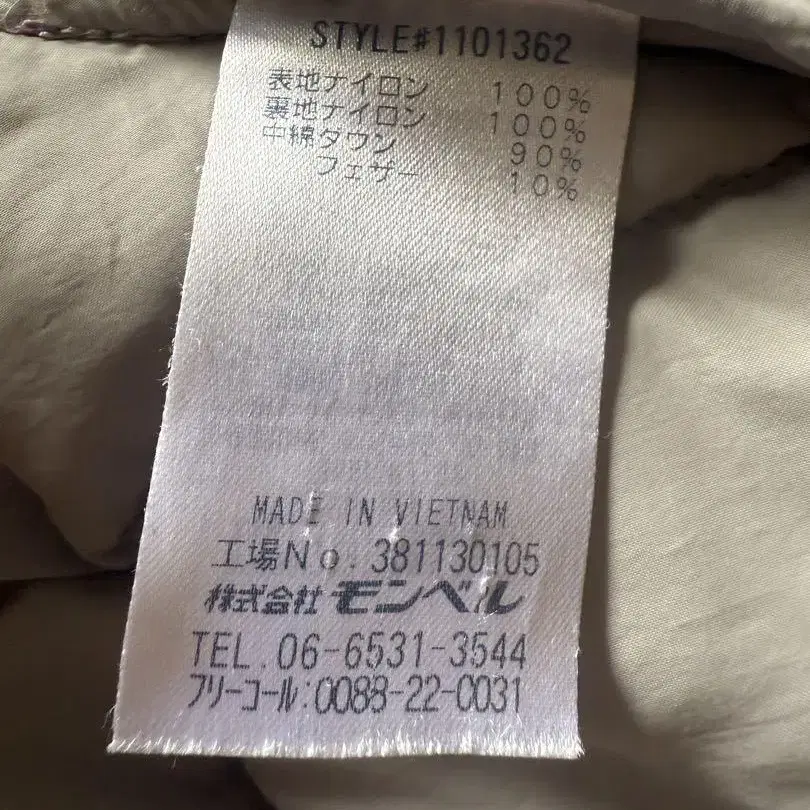 STYLE#1101362
表地ナイロン 100%
裏地ナイロン 100%
中綿ダウン 90%
フェザー 10%
MADE IN VIETNAM
工場No.381130105
株式会社モンベル
TEL.06-6531-3544
フリーコール:0088-22-0031